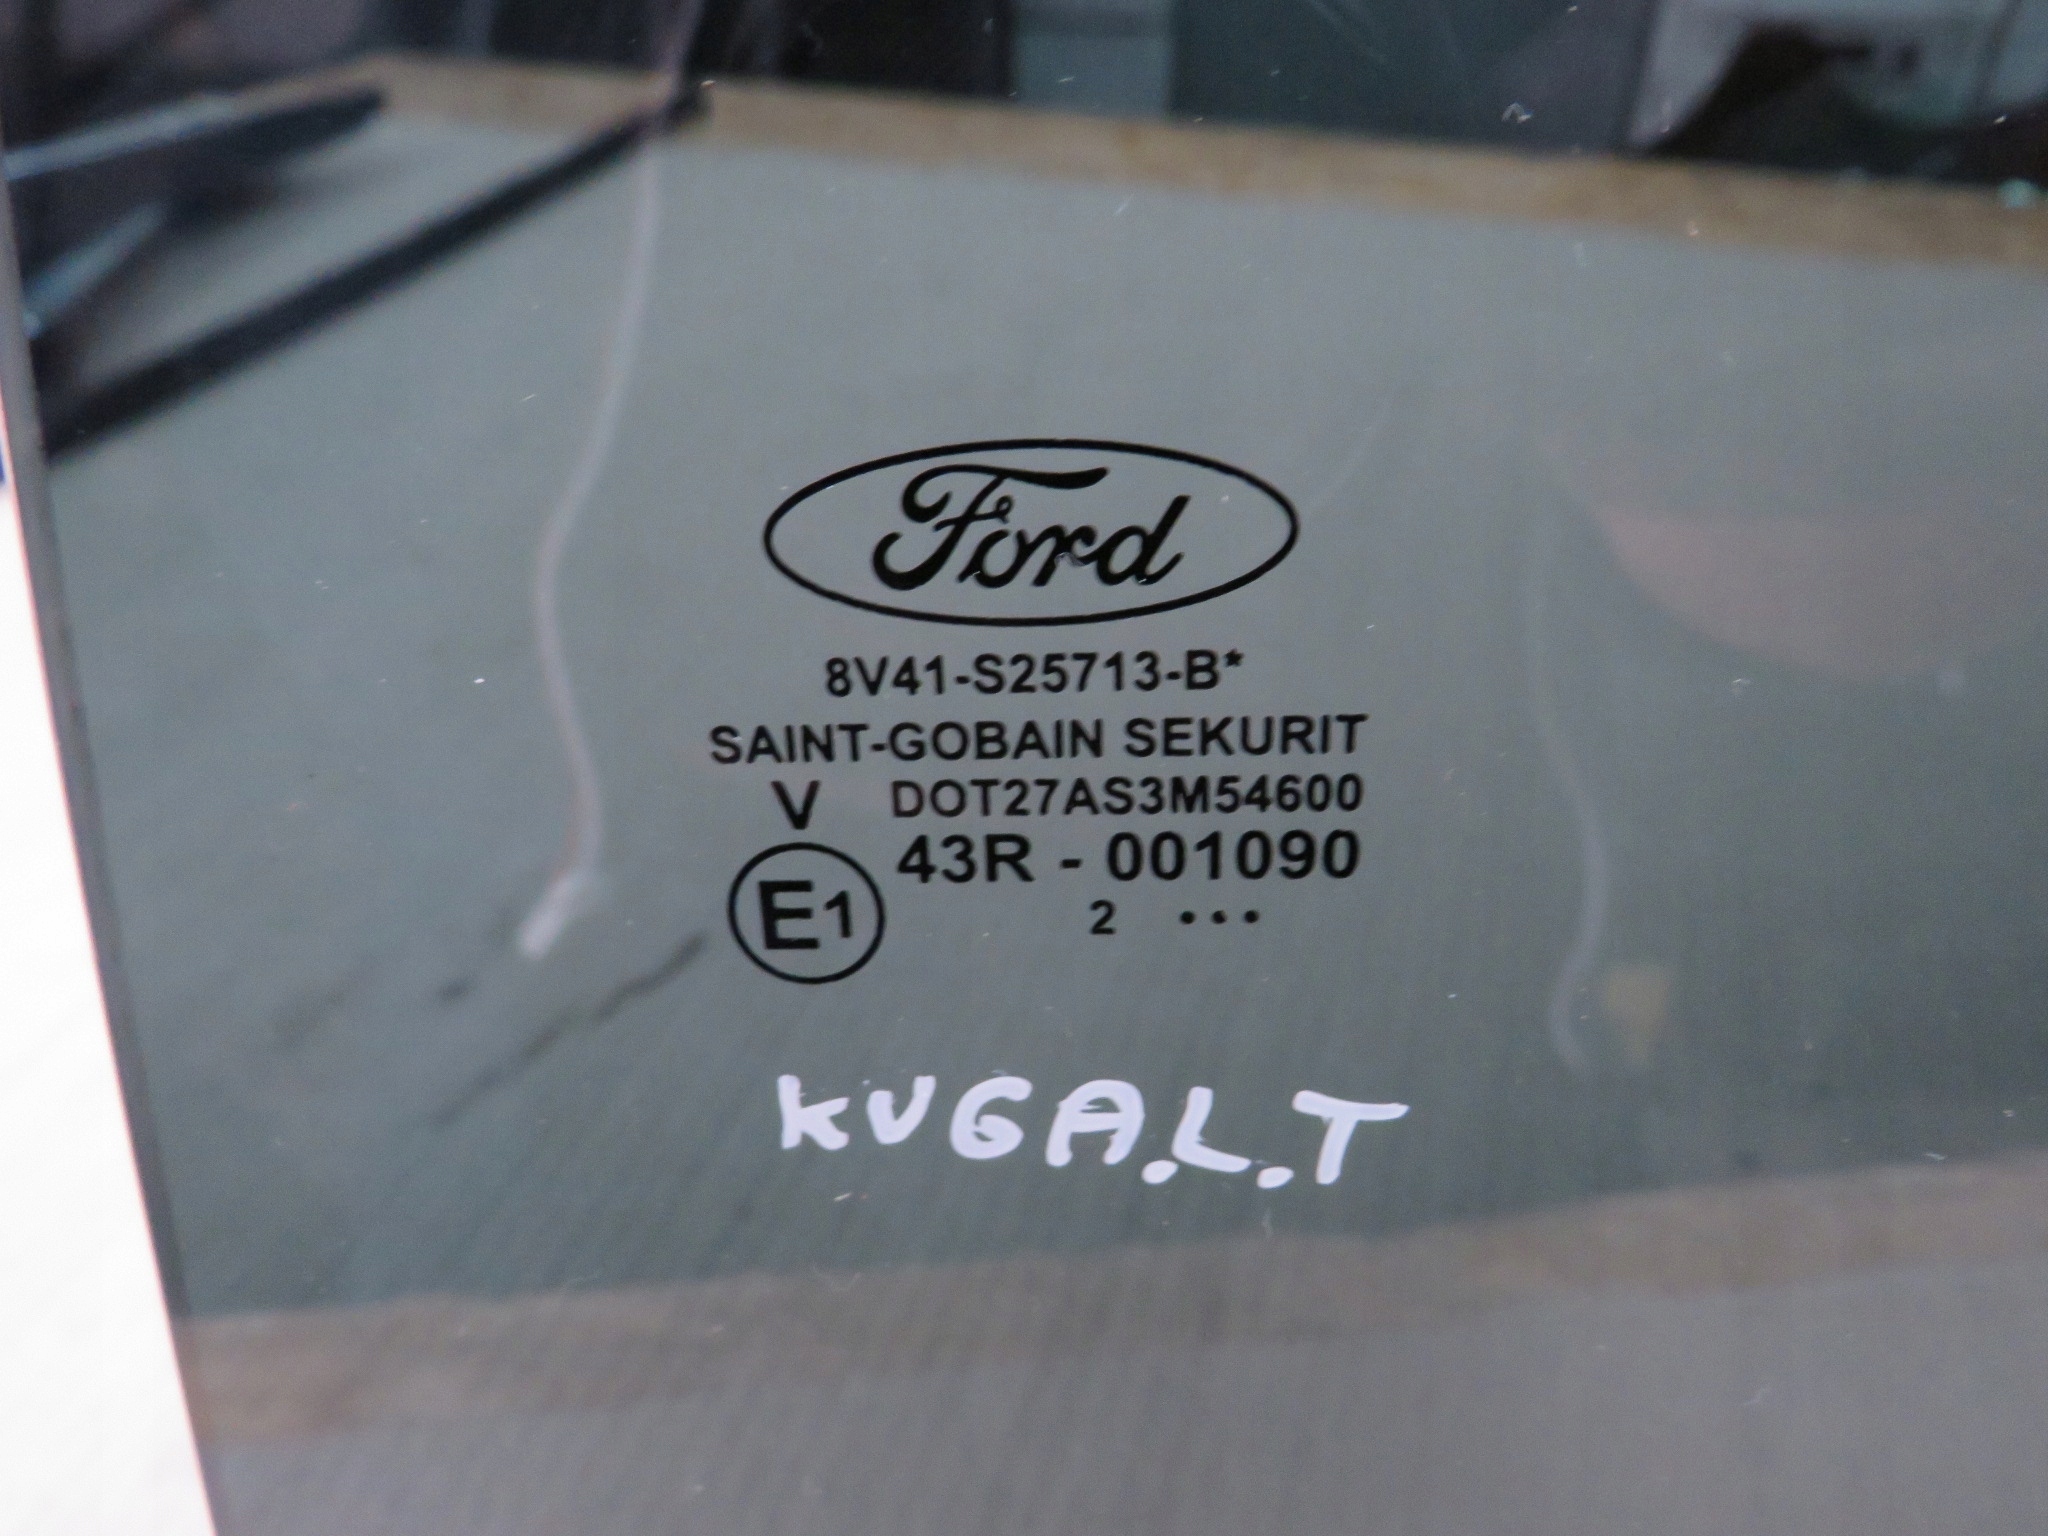 Ford
8V41-S25713-B*
SAINT-GOBAIN SEKURIT
V DOT27AS3M54600
43R - 001090
E1
2 •••
KUGA.L.T